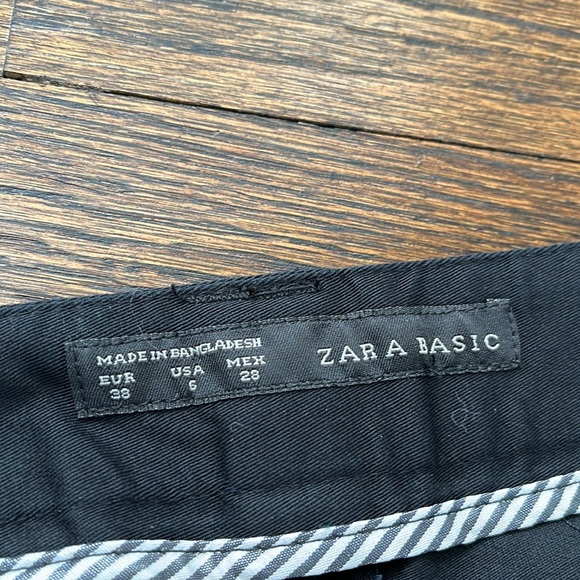 MADE IN BANGLADESH
EUR USA MEX
38 6 28
ZARA BASIC